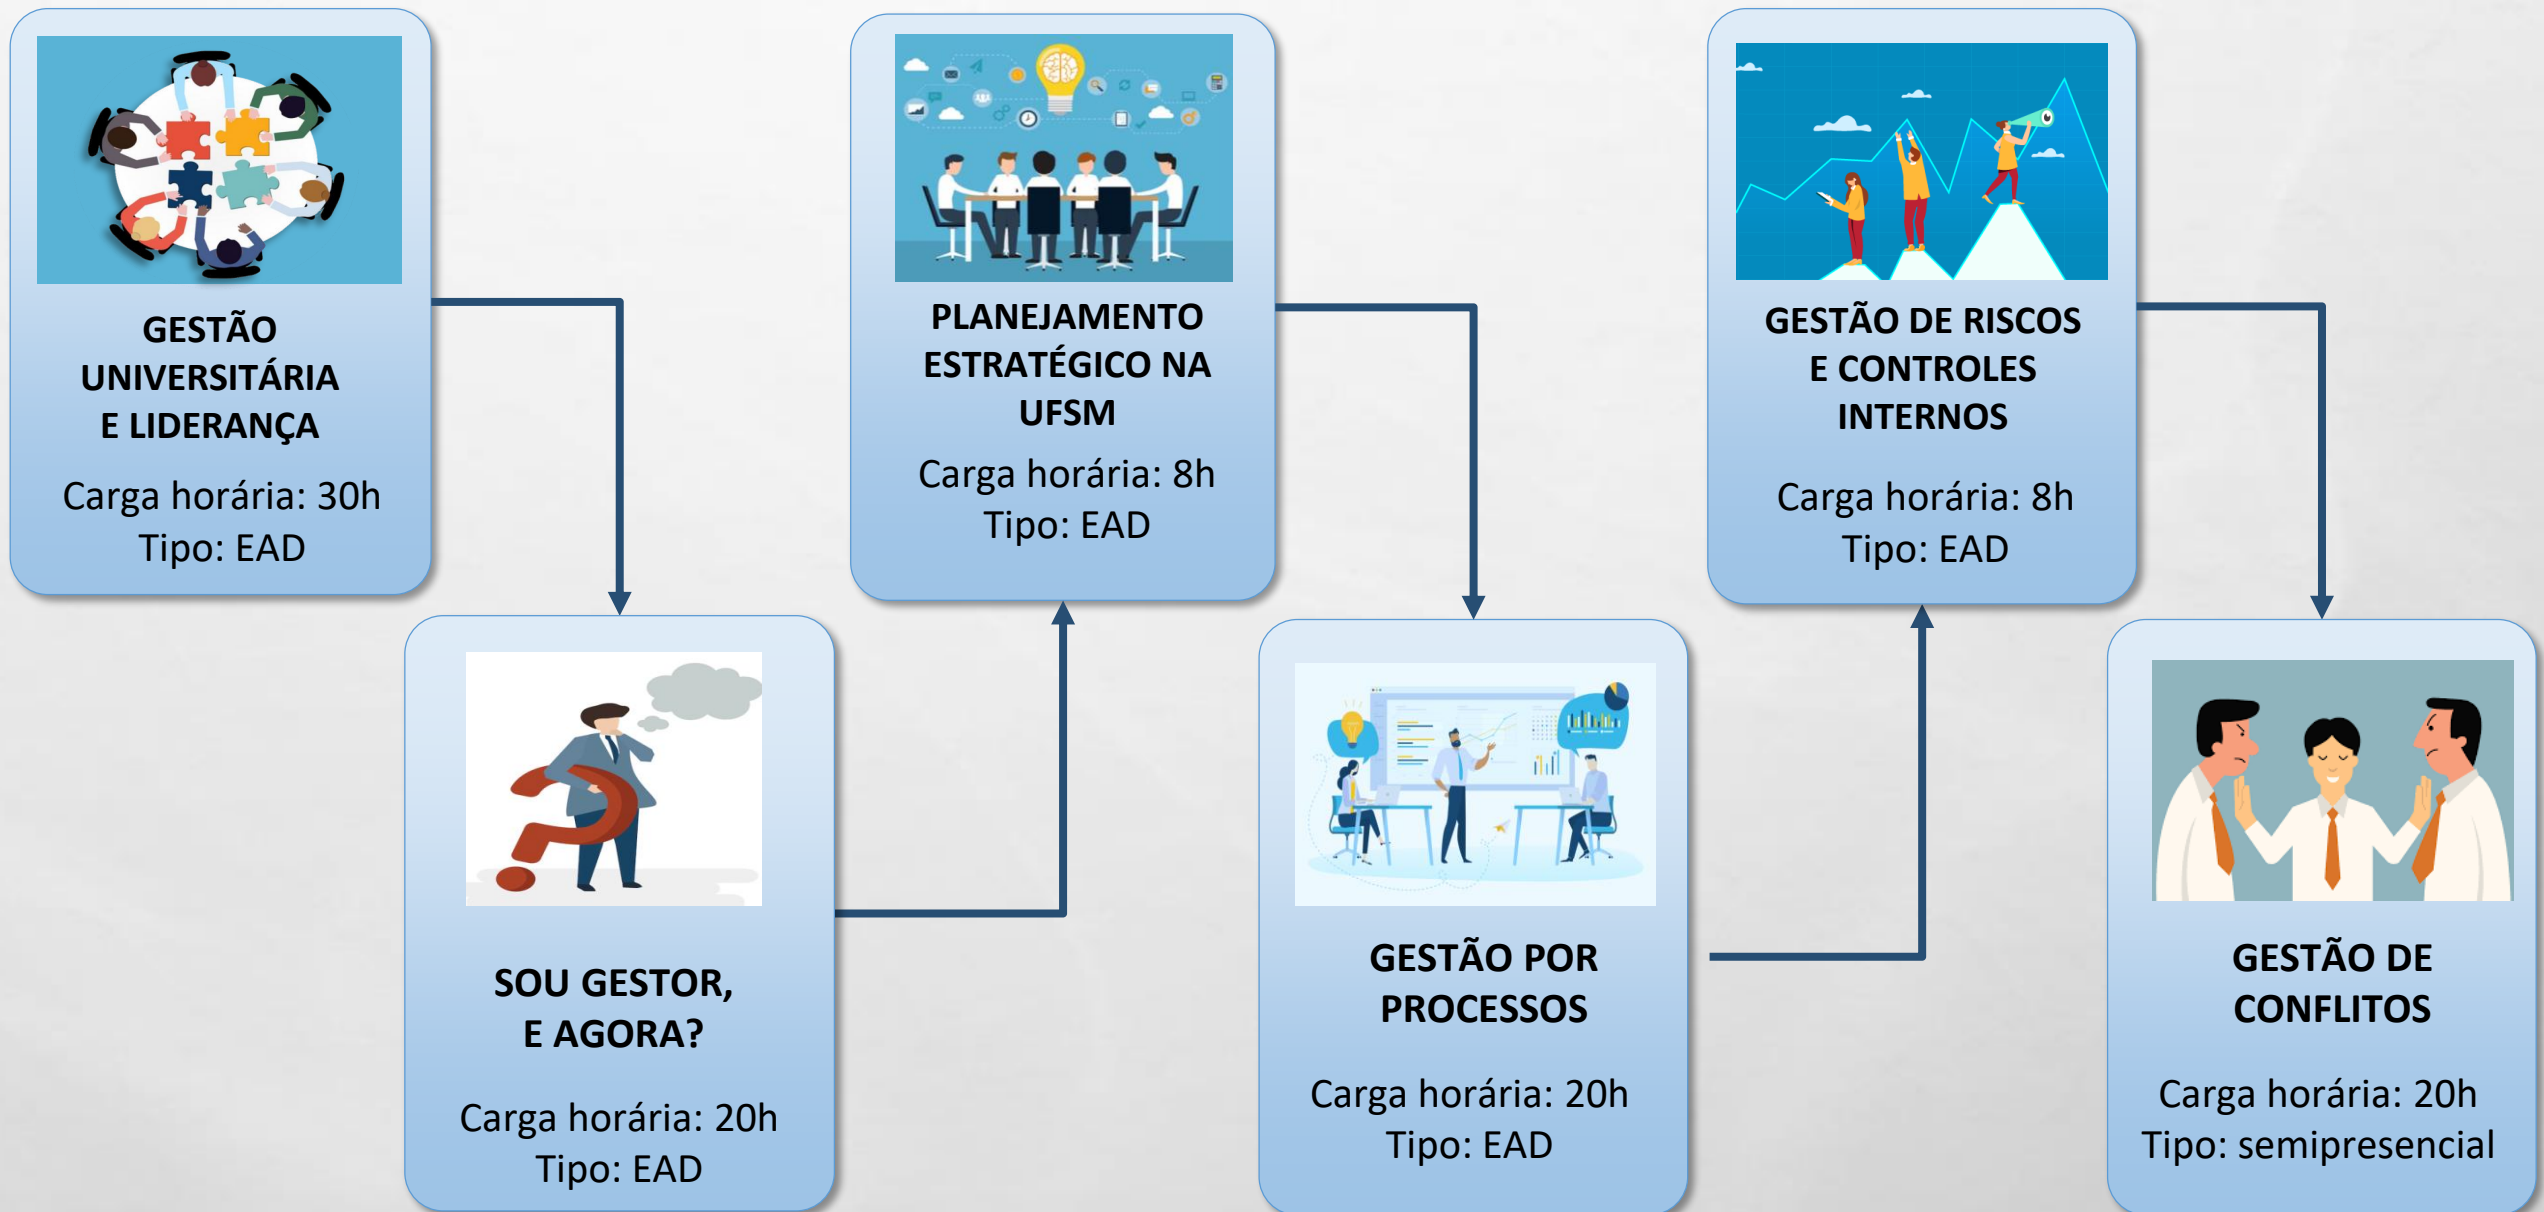 GESTÃO
UNIVERSITÁRIA
E LIDERANÇA
Carga horária: 30h
Tipo: EAD
SOU GESTOR,
E AGORA?
Carga horária: 20h
Tipo: EAD
PLANEJAMENTO
ESTRATÉGICO NA
UFSM
Carga horária: 8h
Tipo: EAD
GESTÃO POR
PROCESSOS
Carga horária: 20h
Tipo: EAD
GESTÃO DE RISCOS
E CONTROLES
INTERNOS
Carga horária: 8h
Tipo: EAD
GESTÃO DE
CONFLITOS
Carga horária: 20h
Tipo: semipresencial